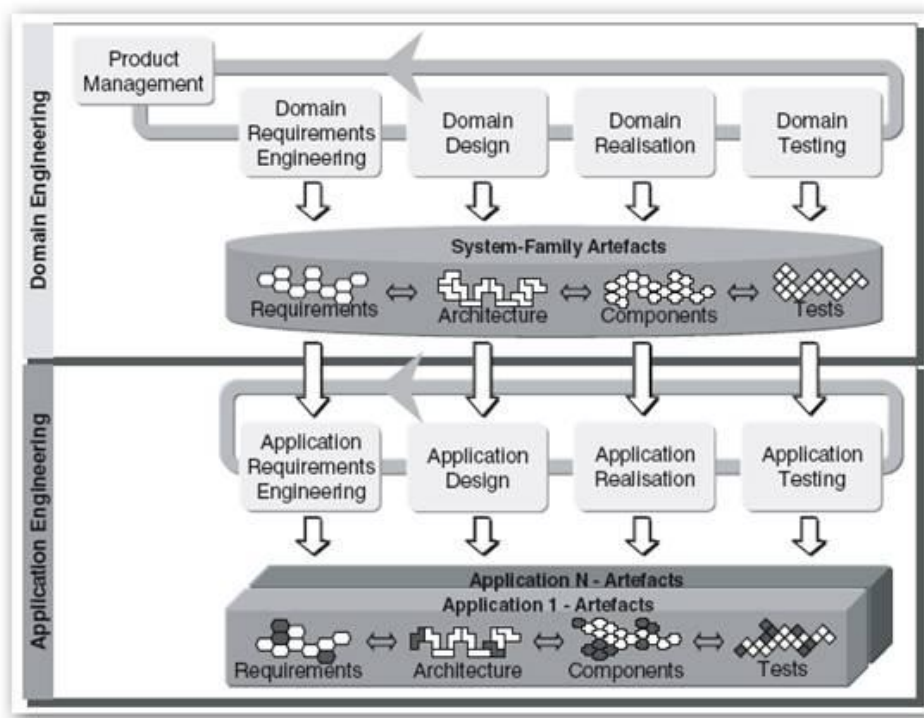 Domain Engineering
Product
Management
Domain
Requirements
Engineering
Domain
Design
Domain
Realisation
Domain
Testing
System-Family Artefacts
Requirements
Architecture
Components
Tests
Application Engineering
Application
Requirements
Engineering
Application
Design
Application
Realisation
Application
Testing
Application N - Artefacts
Application 1 - Artefacts
Requirements
Architecture
Components
Tests